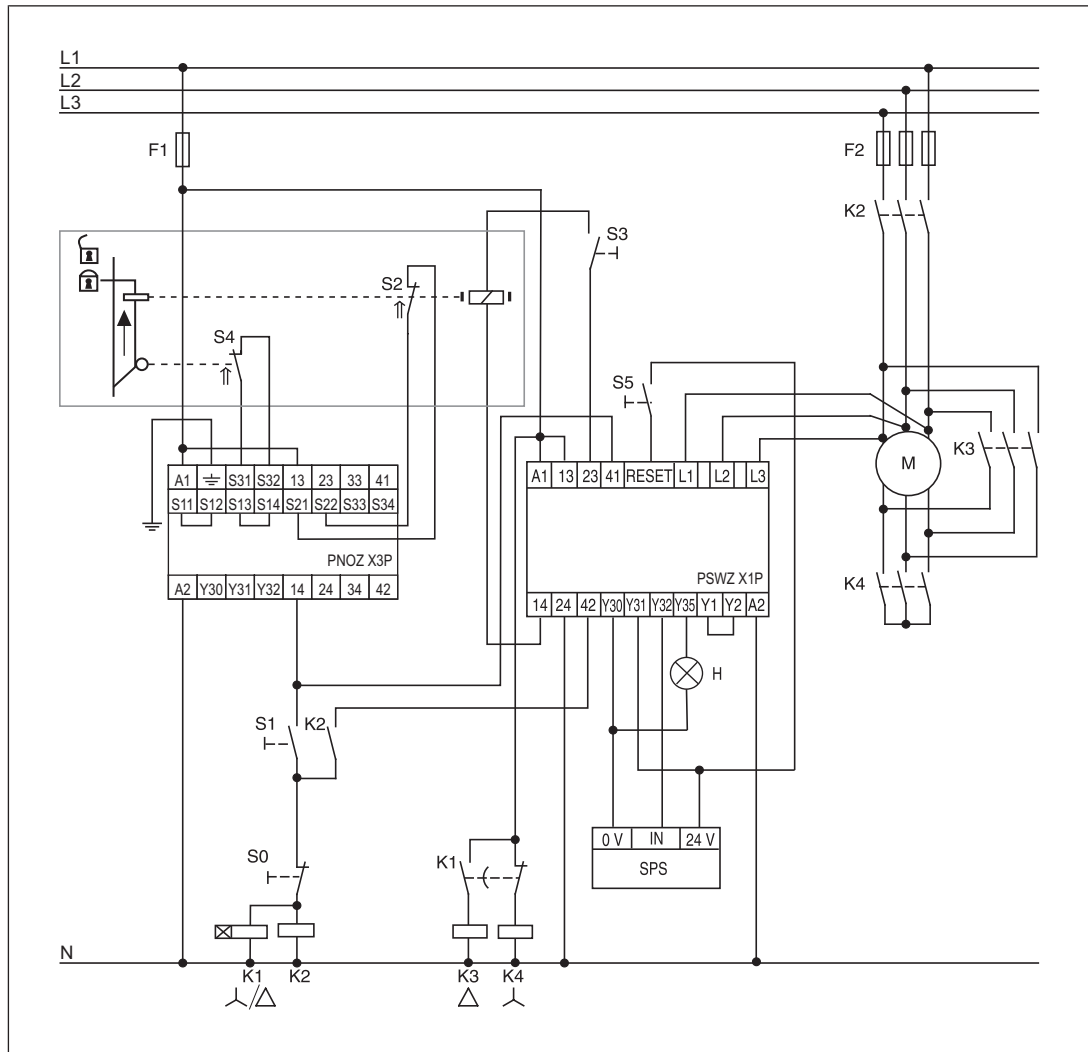 L1
L2
L3
F1
F2
K2
S3
S2
S4
S5
K3
M
A1 S31 S32 13 23 33 41
S11 S12 S13 S14 S21 S22 S33 S34
PNOZ X3P
A2 Y30 Y31 Y32 14 24 34 42
A1 13 23 41 RESET L1 L2 L3
PSWZ X1P
14 24 42 Y30 Y31 Y32 Y35 Y1 Y2 A2
K4
H
S1 K2
0 V IN 24 V
SPS
S0
K1
N
K1 K2 K3 K4